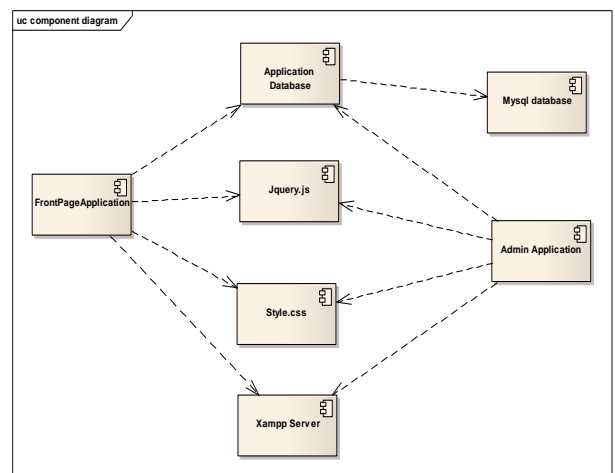 uc component diagram
Application
Database
Mysql database
Jquery.js
FrontPageApplication
Admin Application
Style.css
Xampp Server